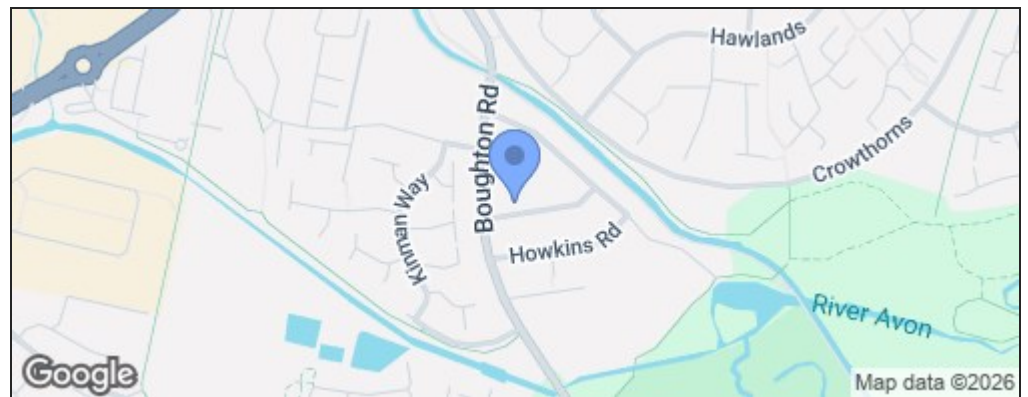 Hawlands
Boughton Rd
Crowthorns
Kinman Way
Howkins Rd
River Avon
Google
Map data ©2026